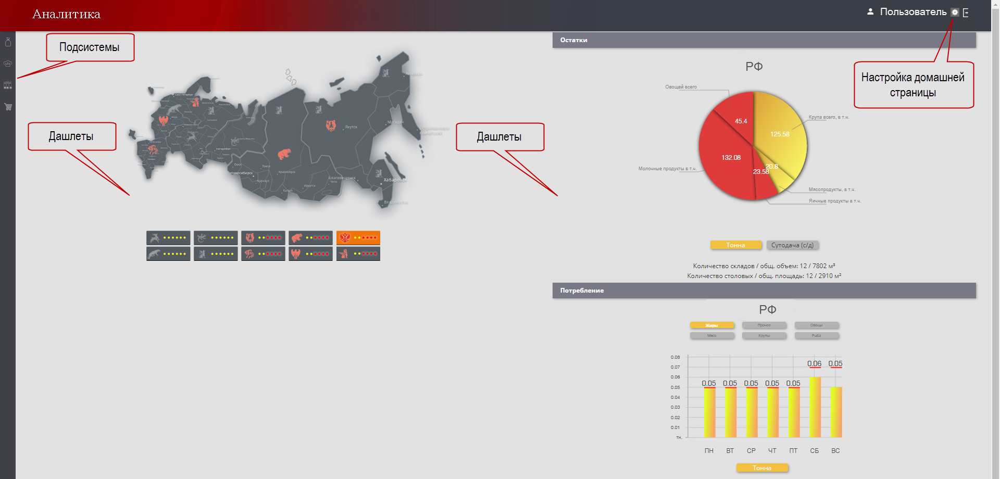 Аналитика
Пользователь
Подсистемы
Настройка домашней
страницы
Дашлеты
Дашлеты
Якутск
Магадан
Хабаровск
Новосибирск
Омск
Томск
Красноярск
Барнаул
Кызыл
Иркутск
Чита
Благовещенск
Екатеринбург
Остатки
РФ
Овощей всего
45.4
Крупа всего, в т.ч.
125.58
132.08
20.8
23.58
Молочные продукты в т.ч.
Мясопродукты, в т.ч.
Яичные продукты в т.ч.
Тонна
Сутодача (с/д)
Количество складов / общ. объем: 12 / 7802 м³
Количество столовых / общ. площадь: 12 / 2910 м²
Потребление
РФ
Жиры
Прочее
Овощи
Мясо
Крупы
Рыба
0.08
0.07
0.06
0.05
0.04
0.03
0.02
0.01
тн.
0.05
0.05
0.05
0.05
0.05
0.06
0.05
ПН
ВТ
СР
ЧТ
ПТ
СБ
ВС
Тонна